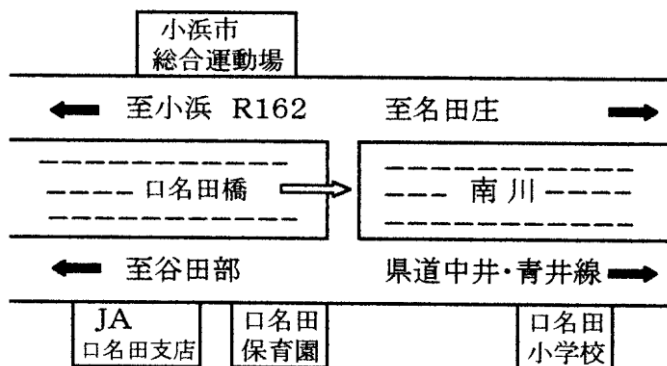 小浜市
総合運動場
至小浜 R162
至名田庄
口名田橋
南川
至谷田部
県道中井・青井線
JA
口名田支店
口名田
保育園
口名田
小学校